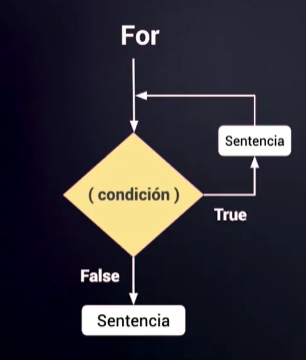 For
Sentencia
( condición )
True
False
Sentencia